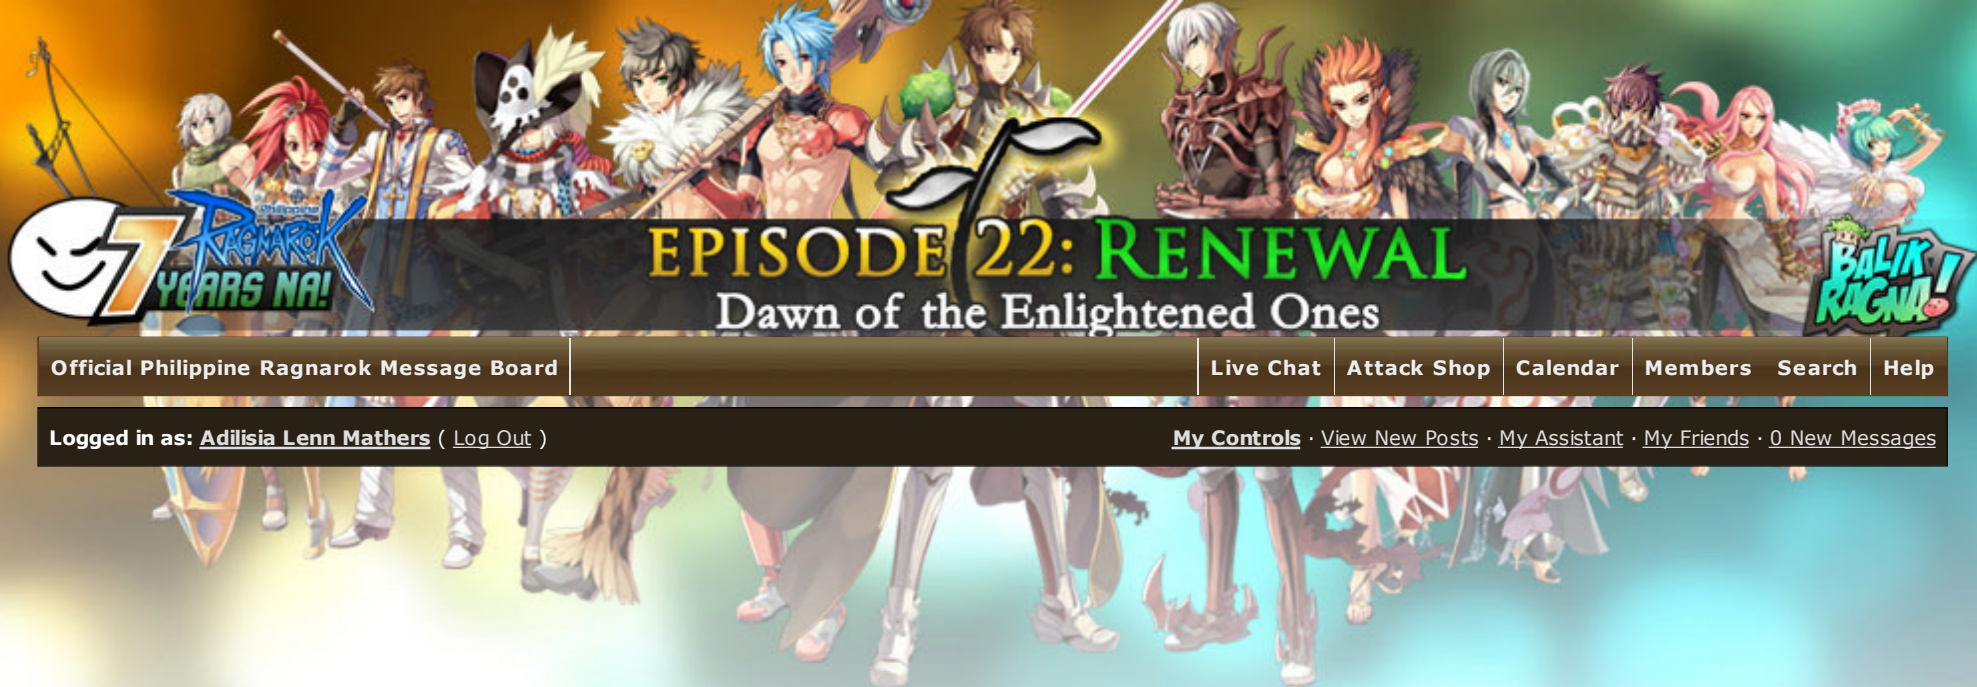 EPISODE 22: RENEWAL
Dawn of the Enlightened Ones
Philippine
RAGNAROK
7
YEARS NA!
BALIK
RAGNA!
Official Philippine Ragnarok Message Board Live Chat Attack Shop Calendar Members Search Help
Logged in as: Adilisia Lenn Mathers ( Log Out ) My Controls · View New Posts · My Assistant · My Friends · 0 New Messages